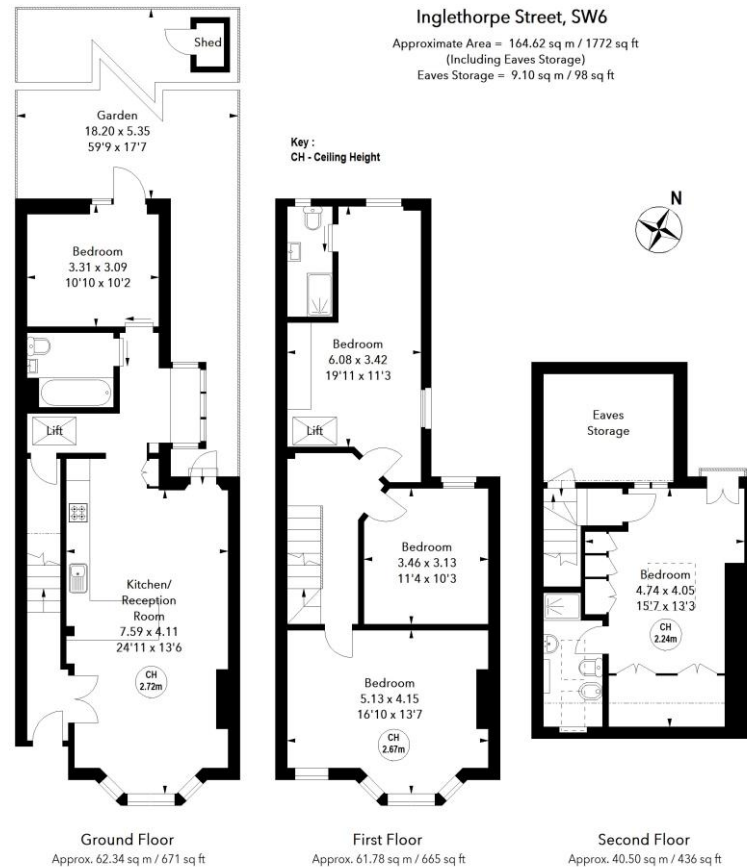 Inglethorpe Street, SW6
Approximate Area = 164.62 sq m / 1772 sq ft
(Including Eaves Storage)
Eaves Storage = 9.10 sq m / 98 sq ft
Key :
CH - Ceiling Height
N
Shed
Garden
18.20 x 5.35
59'9 x 17'7
Bedroom
3.31 x 3.09
10'10 x 10'2
Lift
Kitchen/
Reception
Room
7.59 x 4.11
24'11 x 13'6
CH
2.72m
Ground Floor
Approx. 62.34 sq m / 671 sq ft
Bedroom
6.08 x 3.42
19'11 x 11'3
Lift
Bedroom
3.46 x 3.13
11'4 x 10'3
Bedroom
5.13 x 4.15
16'10 x 13'7
CH
2.67m
First Floor
Approx. 61.78 sq m / 665 sq ft
Eaves
Storage
Bedroom
4.74 x 4.05
15'7 x 13'3
CH
2.24m
Second Floor
Approx. 40.50 sq m / 436 sq ft